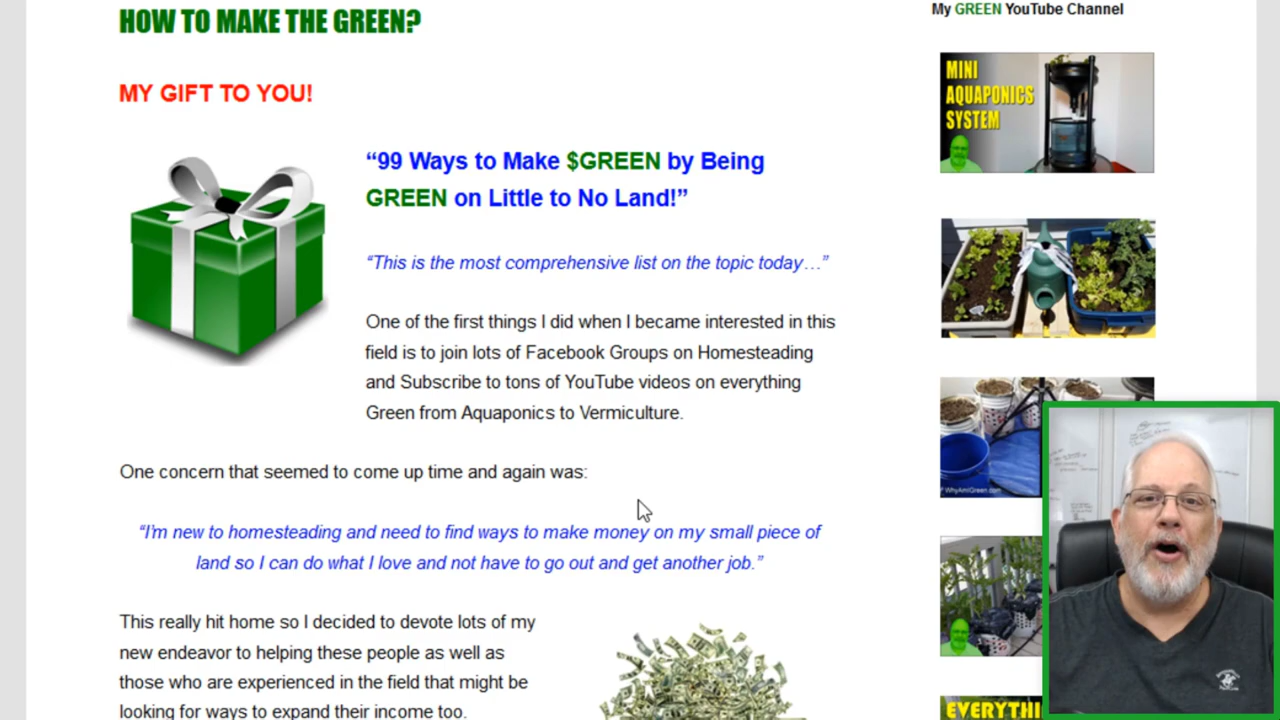 HOW TO MAKE THE GREEN?
MY GIFT TO YOU!
“99 Ways to Make $GREEN by Being
GREEN on Little to No Land!”
“This is the most comprehensive list on the topic today…”
One of the first things I did when I became interested in this
field is to join lots of Facebook Groups on Homesteading
and Subscribe to tons of YouTube videos on everything
Green from Aquaponics to Vermiculture.
One concern that seemed to come up time and again was:
“I’m new to homesteading and need to find ways to make money on my small piece of
land so I can do what I love and not have to go out and get another job.”
This really hit home so I decided to devote lots of my
new endeavor to helping these people as well as
those who are experienced in the field that might be
looking for ways to expand their income too.
My GREEN YouTube Channel
MINI
AQUAPONICS
SYSTEM
WhyAmIGreen.com